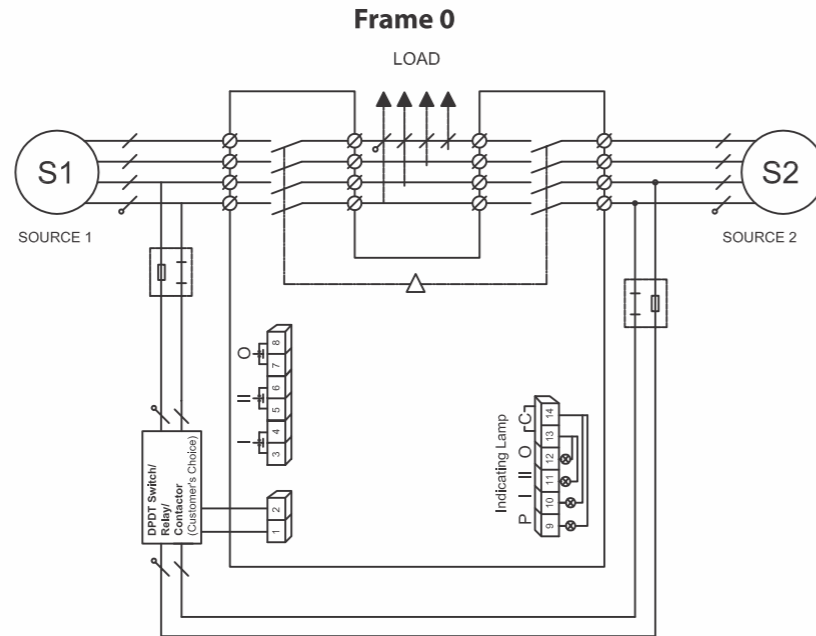 Frame 0
LOAD
S1
S2
SOURCE 1
SOURCE 2
O
II
I
8
7
6
5
4
3
2
1
DPDT Switch/
Relay/
Contactor
(Customer's Choice)
Indicating Lamp
P I II O C
14
13
12
11
10
9